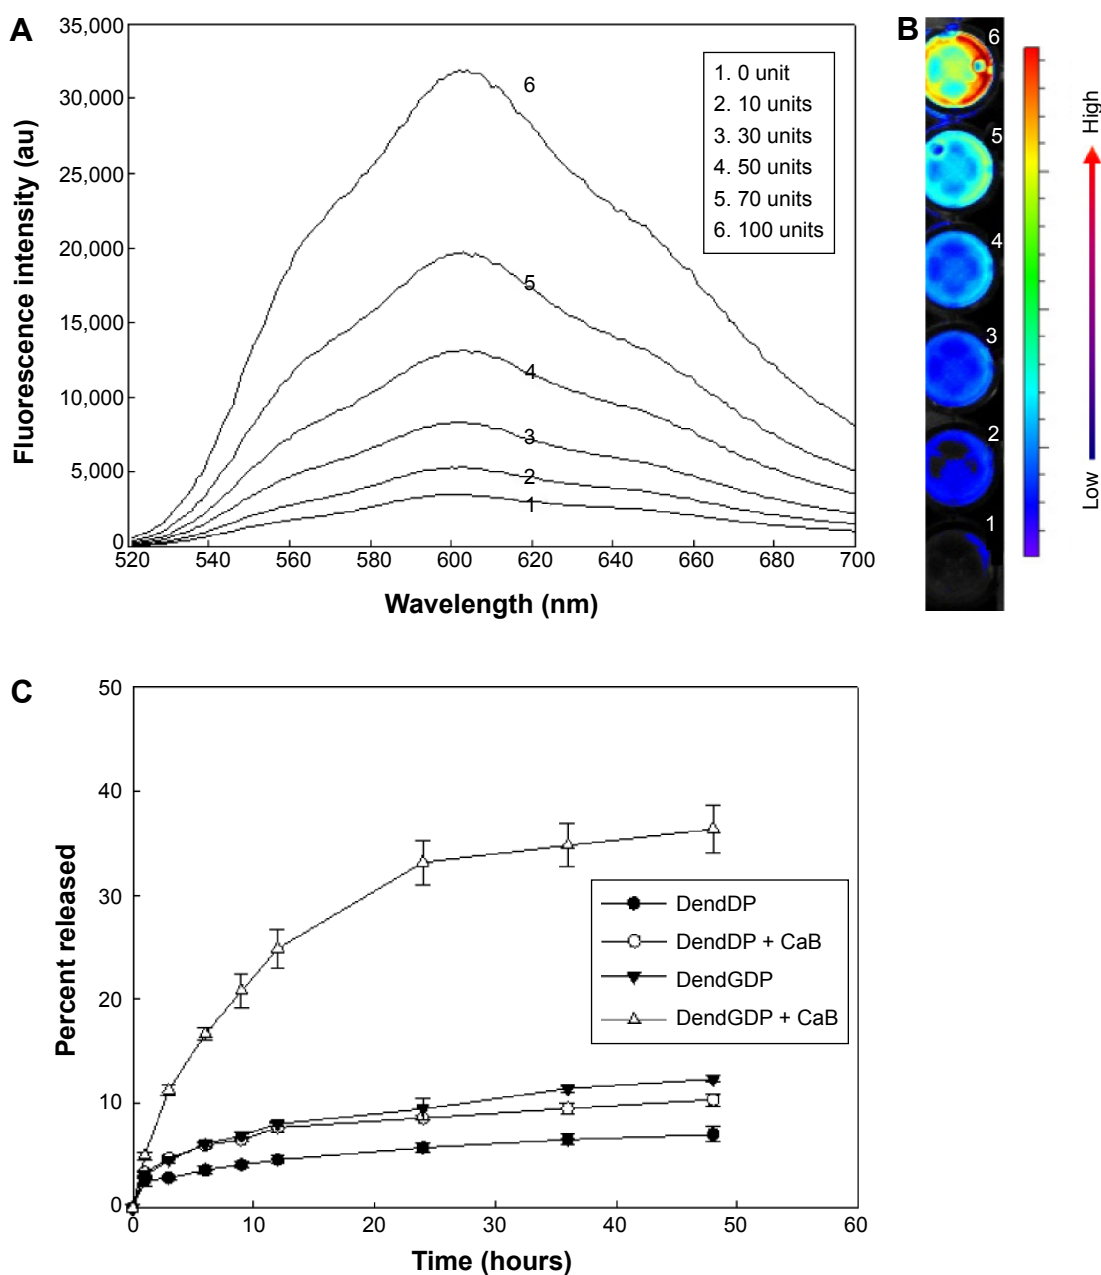 A
Fluorescence intensity (au)
35,000
30,000
25,000
20,000
15,000
10,000
5,000
0
520
540
560
580
600
620
640
660
680
700
Wavelength (nm)
6
5
4
3
2
1
1. 0 unit
2. 10 units
3. 30 units
4. 50 units
5. 70 units
6. 100 units
B
6
5
4
3
2
1
High
Low
C
Percent released
50
40
30
20
10
0
0
10
20
30
40
50
60
Time (hours)
DendDP
DendDP + CaB
DendGDP
DendGDP + CaB